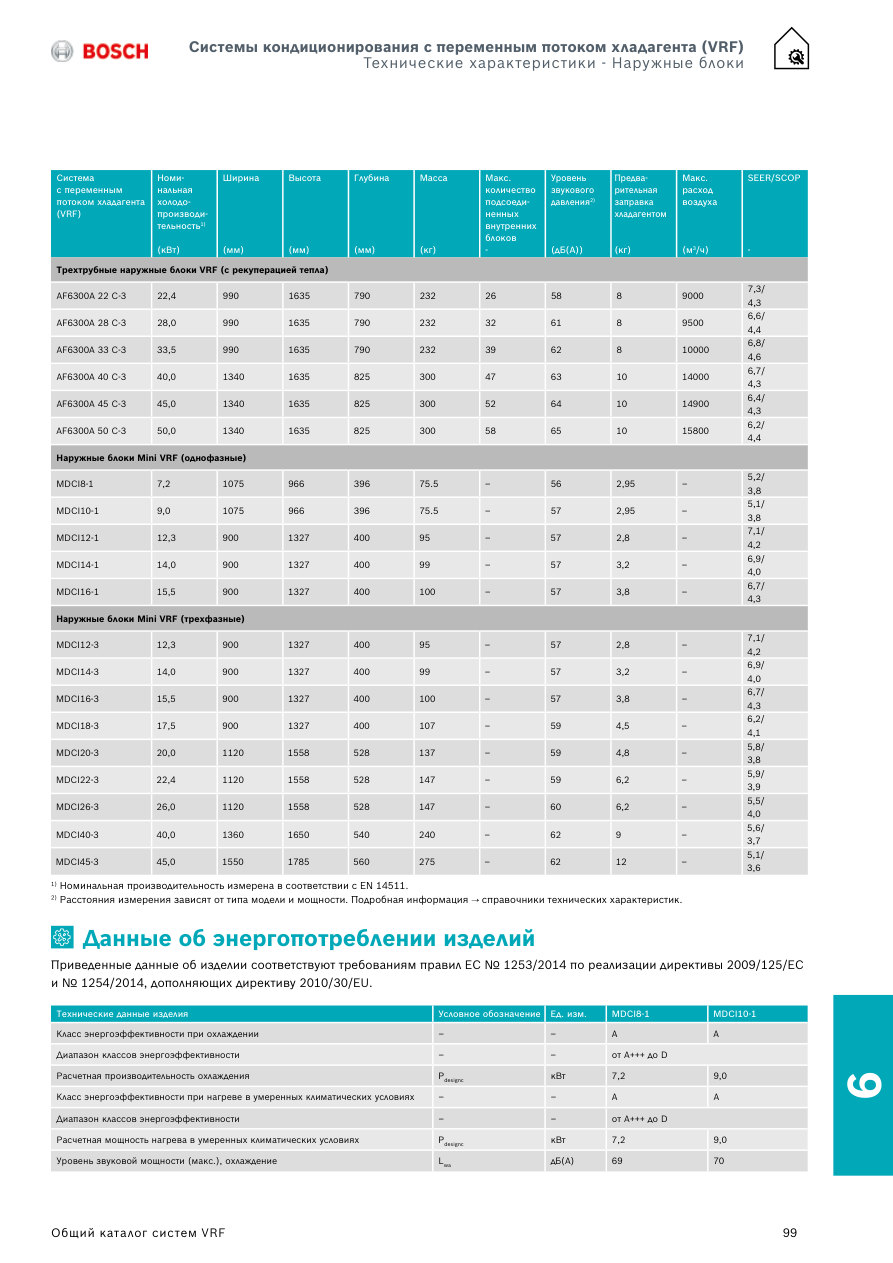 BOSCH
Системы кондиционирования с переменным потоком хладагента (VRF)
Технические характеристики - Наружные блоки
Система с переменным потоком хладагента (VRF) Номи-нальная холодо-производи-тельность¹⁾ (кВт) Ширина (мм) Высота (мм) Глубина (мм) Масса (кг) Макс. количество подсоеди-ненных внутренних блоков - Уровень звукового давления²⁾ (дБ(A)) Предва-рительная заправка хладагентом (кг) Макс. расход воздуха (м³/ч) SEER/SCOP -
Трехтрубные наружные блоки VRF (с рекуперацией тепла)
AF6300A 22 C-3 22,4 990 1635 790 232 26 58 8 9000 7,3/ 4,3
AF6300A 28 C-3 28,0 990 1635 790 232 32 61 8 9500 6,6/ 4,4
AF6300A 33 C-3 33,5 990 1635 790 232 39 62 8 10000 6,8/ 4,6
AF6300A 40 C-3 40,0 1340 1635 825 300 47 63 10 14000 6,7/ 4,3
AF6300A 45 C-3 45,0 1340 1635 825 300 52 64 10 14900 6,4/ 4,3
AF6300A 50 C-3 50,0 1340 1635 825 300 58 65 10 15800 6,2/ 4,4
Наружные блоки Mini VRF (однофазные)
MDCI8-1 7,2 1075 966 396 75.5 – 56 2,95 – 5,2/ 3,8
MDCI10-1 9,0 1075 966 396 75.5 – 57 2,95 – 5,1/ 3,8
MDCI12-1 12,3 900 1327 400 95 – 57 2,8 – 7,1/ 4,2
MDCI14-1 14,0 900 1327 400 99 – 57 3,2 – 6,9/ 4,0
MDCI16-1 15,5 900 1327 400 100 – 57 3,8 – 6,7/ 4,3
Наружные блоки Mini VRF (трехфазные)
MDCI12-3 12,3 900 1327 400 95 – 57 2,8 – 7,1/ 4,2
MDCI14-3 14,0 900 1327 400 99 – 57 3,2 – 6,9/ 4,0
MDCI16-3 15,5 900 1327 400 100 – 57 3,8 – 6,7/ 4,3
MDCI18-3 17,5 900 1327 400 107 – 59 4,5 – 6,2/ 4,1
MDCI20-3 20,0 1120 1558 528 137 – 59 4,8 – 5,8/ 3,8
MDCI22-3 22,4 1120 1558 528 147 – 59 6,2 – 5,9/ 3,9
MDCI26-3 26,0 1120 1558 528 147 – 60 6,2 – 5,5/ 4,0
MDCI40-3 40,0 1360 1650 540 240 – 62 9 – 5,6/ 3,7
MDCI45-3 45,0 1550 1785 560 275 – 62 12 – 5,1/ 3,6
¹⁾ Номинальная производительность измерена в соответствии с EN 14511.
²⁾ Расстояния измерения зависят от типа модели и мощности. Подробная информация → справочники технических характеристик.
Данные об энергопотреблении изделий
Приведенные данные об изделии соответствуют требованиям правил ЕС № 1253/2014 по реализации директивы 2009/125/ЕС
и № 1254/2014, дополняющих директиву 2010/30/EU.
Технические данные изделия Условное обозначение Ед. изм. MDCI8-1 MDCI10-1
Класс энергоэффективности при охлаждении – – A A
Диапазон классов энергоэффективности – – от A+++ до D
Расчетная производительность охлаждения Pdesignc кВт 7,2 9,0
Класс энергоэффективности при нагреве в умеренных климатических условиях – – A A
Диапазон классов энергоэффективности – – от A+++ до D
Расчетная мощность нагрева в умеренных климатических условиях Pdesignc кВт 7,2 9,0
Уровень звуковой мощности (макс.), охлаждение Lwa дБ(A) 69 70
6
Общий каталог систем VRF 99